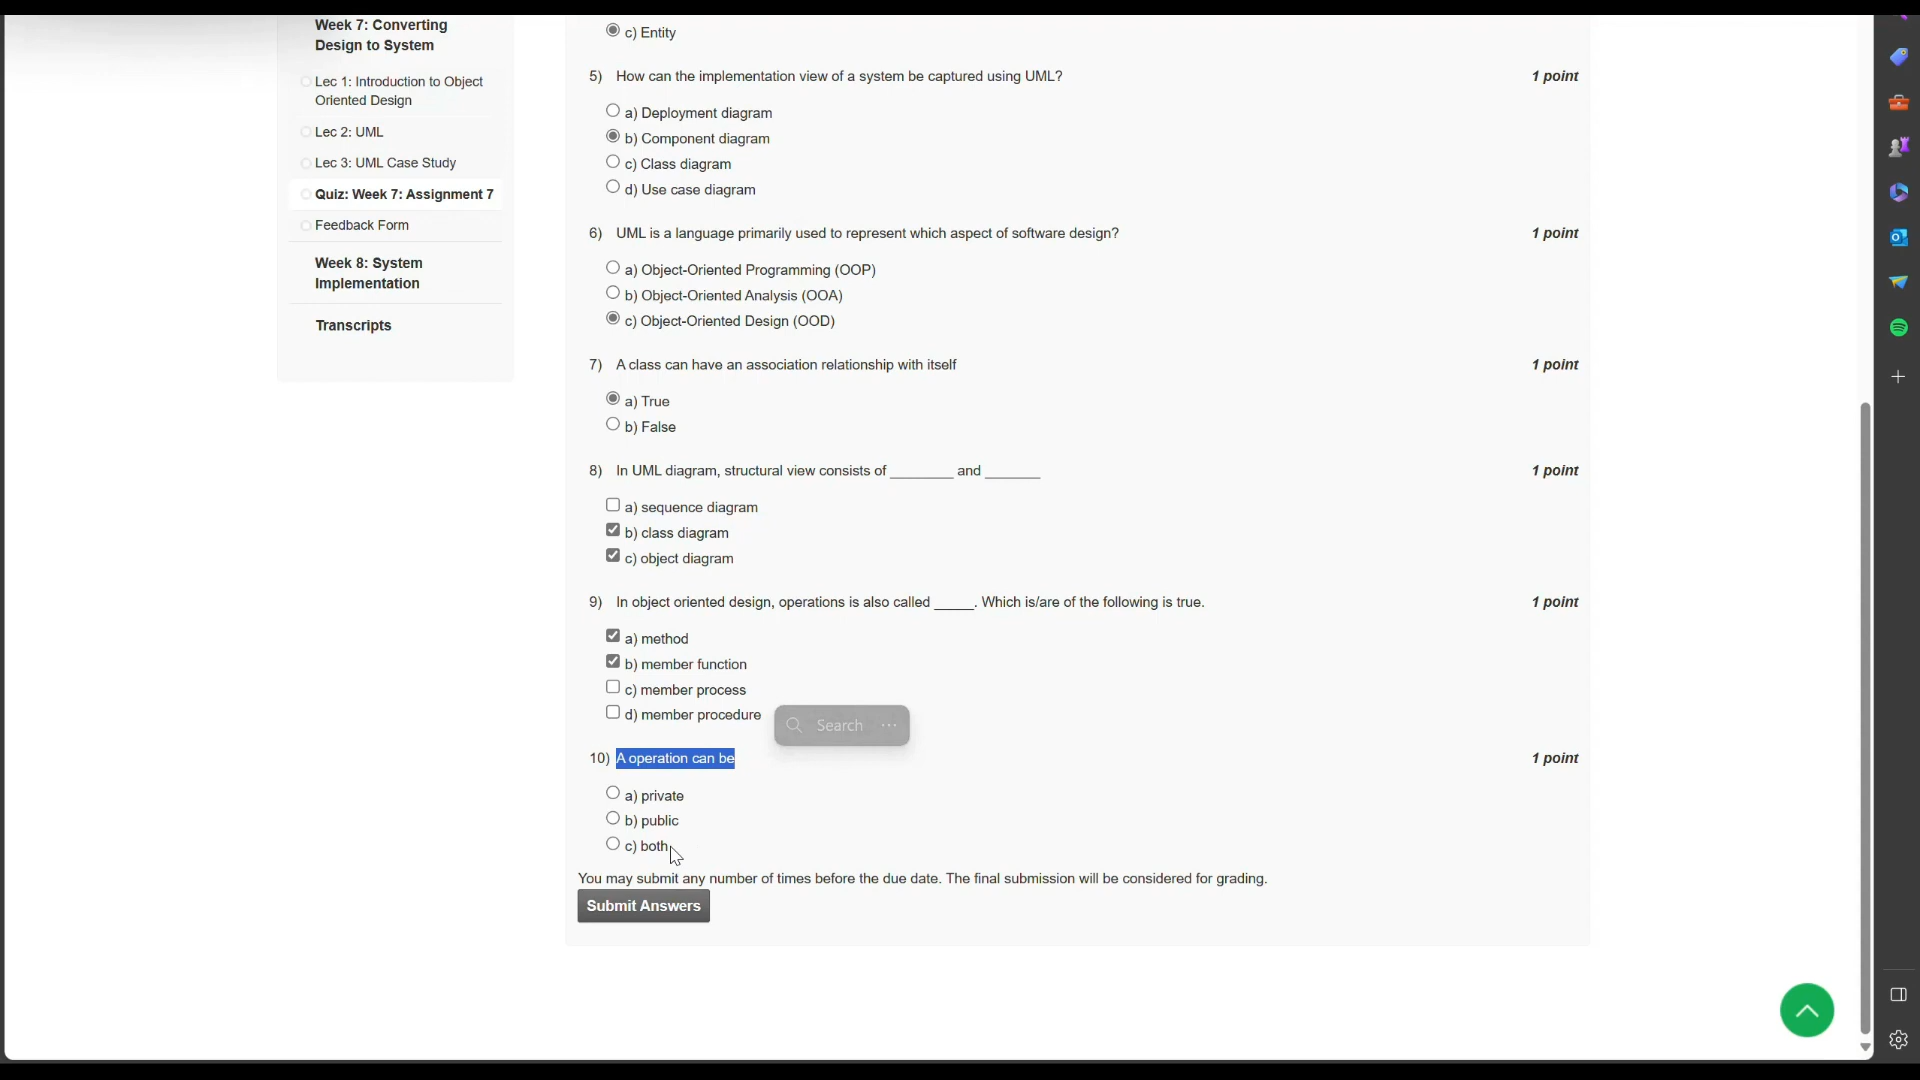 Week 7: Converting
Design to System
Lec 1: Introduction to Object
Oriented Design
Lec 2: UML
Lec 3: UML Case Study
Quiz: Week 7: Assignment 7
Feedback Form
Week 8: System
Implementation
Transcripts
c) Entity
5) How can the implementation view of a system be captured using UML? 1 point
a) Deployment diagram
b) Component diagram
c) Class diagram
d) Use case diagram
6) UML is a language primarily used to represent which aspect of software design? 1 point
a) Object-Oriented Programming (OOP)
b) Object-Oriented Analysis (OOA)
c) Object-Oriented Design (OOD)
7) A class can have an association relationship with itself 1 point
a) True
b) False
8) In UML diagram, structural view consists of ________ and _______ 1 point
a) sequence diagram
b) class diagram
c) object diagram
9) In object oriented design, operations is also called _____. Which is/are of the following is true. 1 point
a) method
b) member function
c) member process
d) member procedure
Search ...
10) A operation can be 1 point
a) private
b) public
c) both
You may submit any number of times before the due date. The final submission will be considered for grading.
Submit Answers